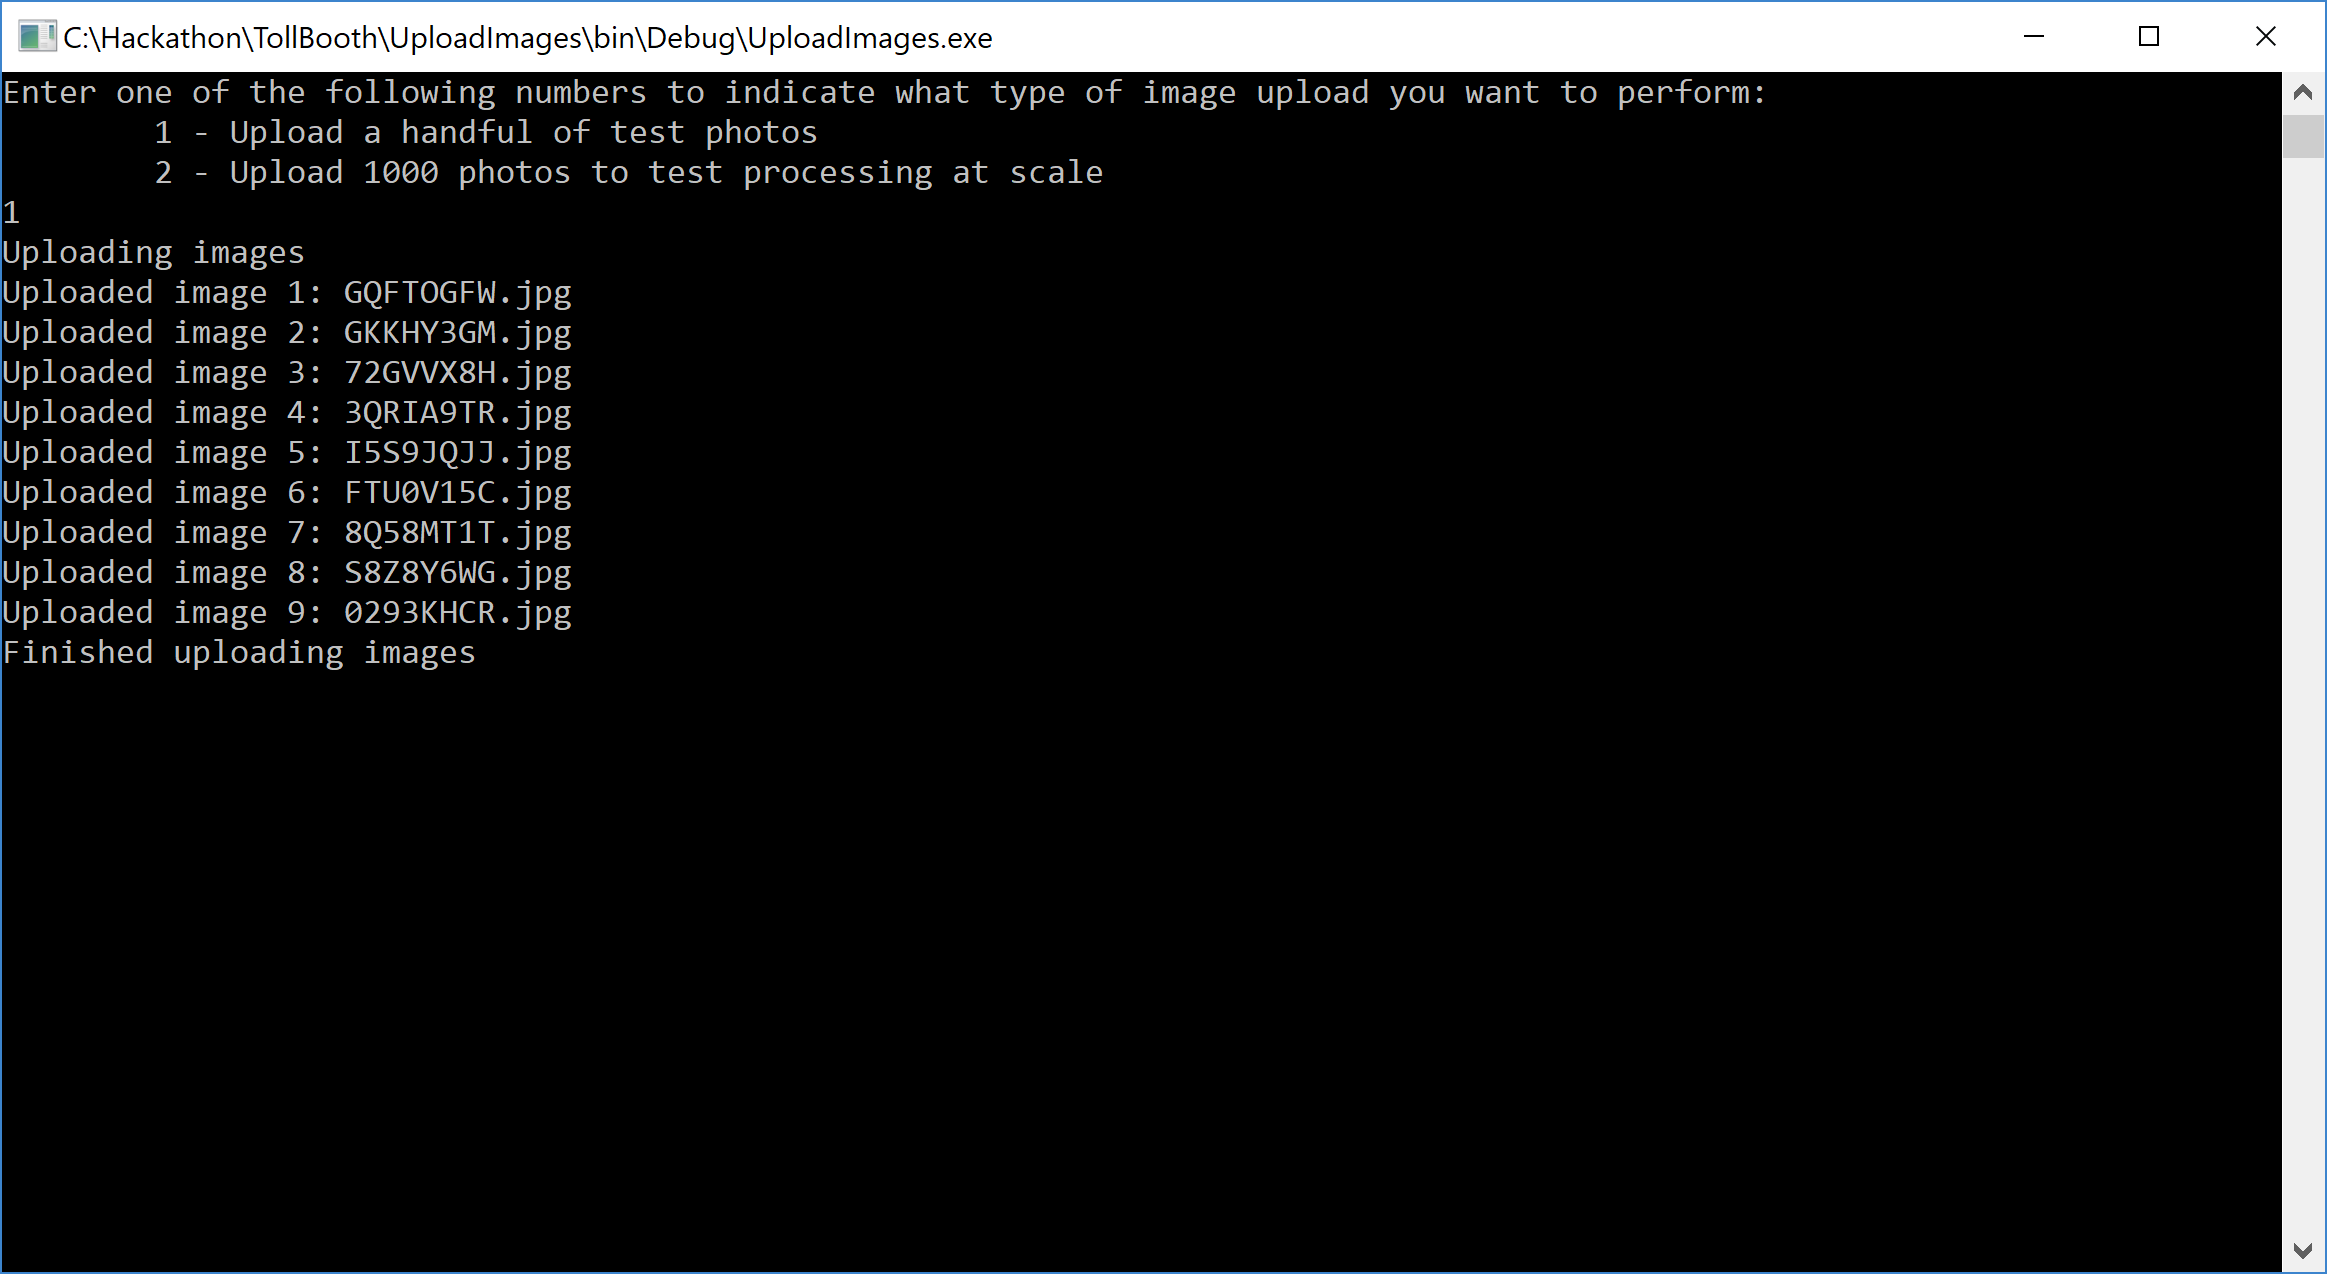 C:\Hackathon\TollBooth\UploadImages\bin\Debug\UploadImages.exe
Enter one of the following numbers to indicate what type of image upload you want to perform:
1 - Upload a handful of test photos
2 - Upload 1000 photos to test processing at scale
1
Uploading images
Uploaded image 1: GQFTOGFW.jpg
Uploaded image 2: GKKHY3GM.jpg
Uploaded image 3: 72GVVX8H.jpg
Uploaded image 4: 3QRIA9TR.jpg
Uploaded image 5: I5S9JQJJ.jpg
Uploaded image 6: FTU0V15C.jpg
Uploaded image 7: 8Q58MT1T.jpg
Uploaded image 8: S8Z8Y6WG.jpg
Uploaded image 9: 0293KHCR.jpg
Finished uploading images